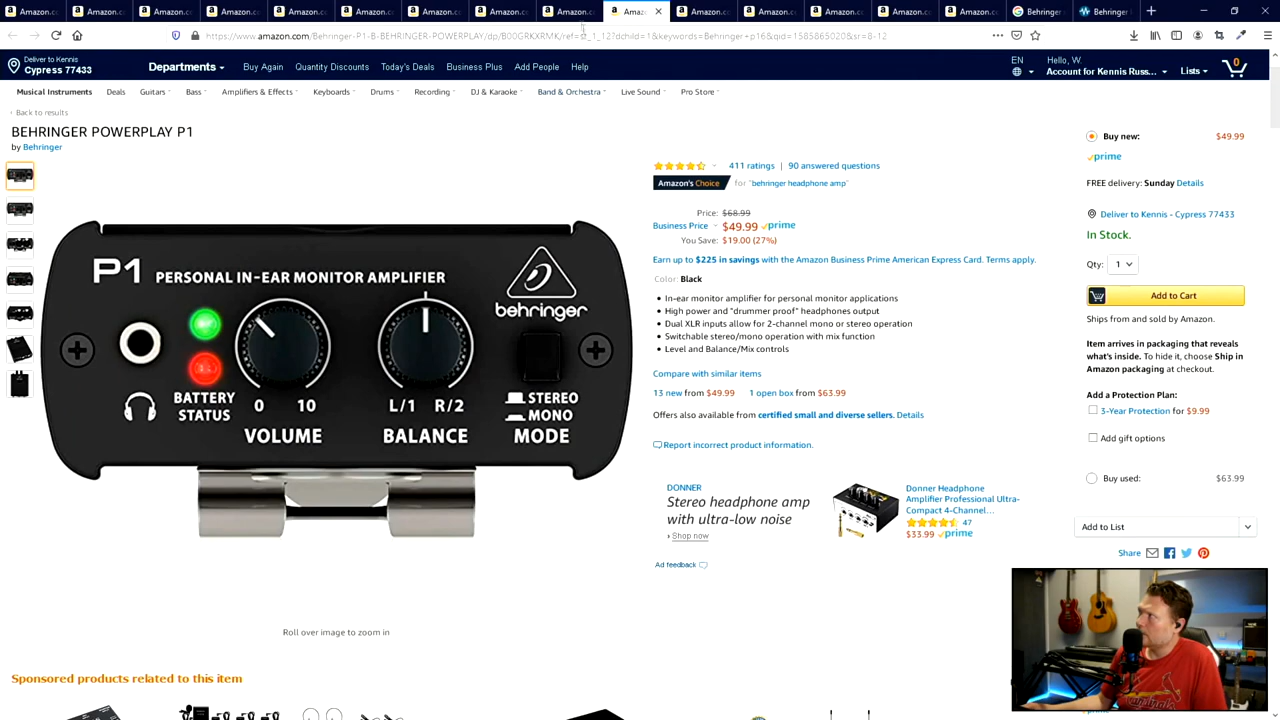 Amazon.c
Amazon.c
Amazon.c
Amazon.c
Amazon.c
Amazon.c
Amazon.c
Amazon.c
Amaz
Amazon.c
Amazon.c
Amazon.c
Amazon.c
Amazon.c
Behringer
Behringer
Deliver to Kennis
Cypress 77433
Departments
Buy Again
Quantity Discounts
Today's Deals
Business Plus
Add People
Help
EN
Hello, W.
Account for Kennis Russ...
Lists
0
Musical Instruments
Deals
Guitars
Bass
Amplifiers & Effects
Keyboards
Drums
Recording
DJ & Karaoke
Band & Orchestra
Live Sound
Pro Store
‹ Back to results
BEHRINGER POWERPLAY P1
by Behringer
P1 PERSONAL IN-EAR MONITOR AMPLIFIER
behringer
BATTERY
STATUS
0 10
VOLUME
L/1 R/2
BALANCE
STEREO
MONO
MODE
Roll over image to zoom in
411 ratings | 90 answered questions
Amazon's Choice for "behringer headphone amp"
Price: $68.99
Business Price $49.99 prime
You Save: $19.00 (27%)
Earn up to $225 in savings with the Amazon Business Prime American Express Card. Terms apply.
Color: Black
• In-ear monitor amplifier for personal monitor applications
• High power and "drummer proof" headphones output
• Dual XLR inputs allow for 2-channel mono or stereo operation
• Switchable stereo/mono operation with mix function
• Level and Balance/Mix controls
Compare with similar items
13 new from $49.99 1 open box from $63.99
Offers also available from certified small and diverse sellers. Details
Report incorrect product information.
DONNER
Stereo headphone amp
with ultra-low noise
› Shop now
Donner Headphone
Amplifier Professional Ultra-
Compact 4-Channel...
47
$33.99 prime
Ad feedback
Buy new: $49.99
prime
FREE delivery: Sunday Details
Deliver to Kennis - Cypress 77433
In Stock.
Qty: 1
Add to Cart
Ships from and sold by Amazon.
Item arrives in packaging that reveals
what's inside. To hide it, choose Ship in
Amazon packaging at checkout.
Add a Protection Plan:
3-Year Protection for $9.99
Add gift options
Buy used: $63.99
Add to List
Share
Sponsored products related to this item